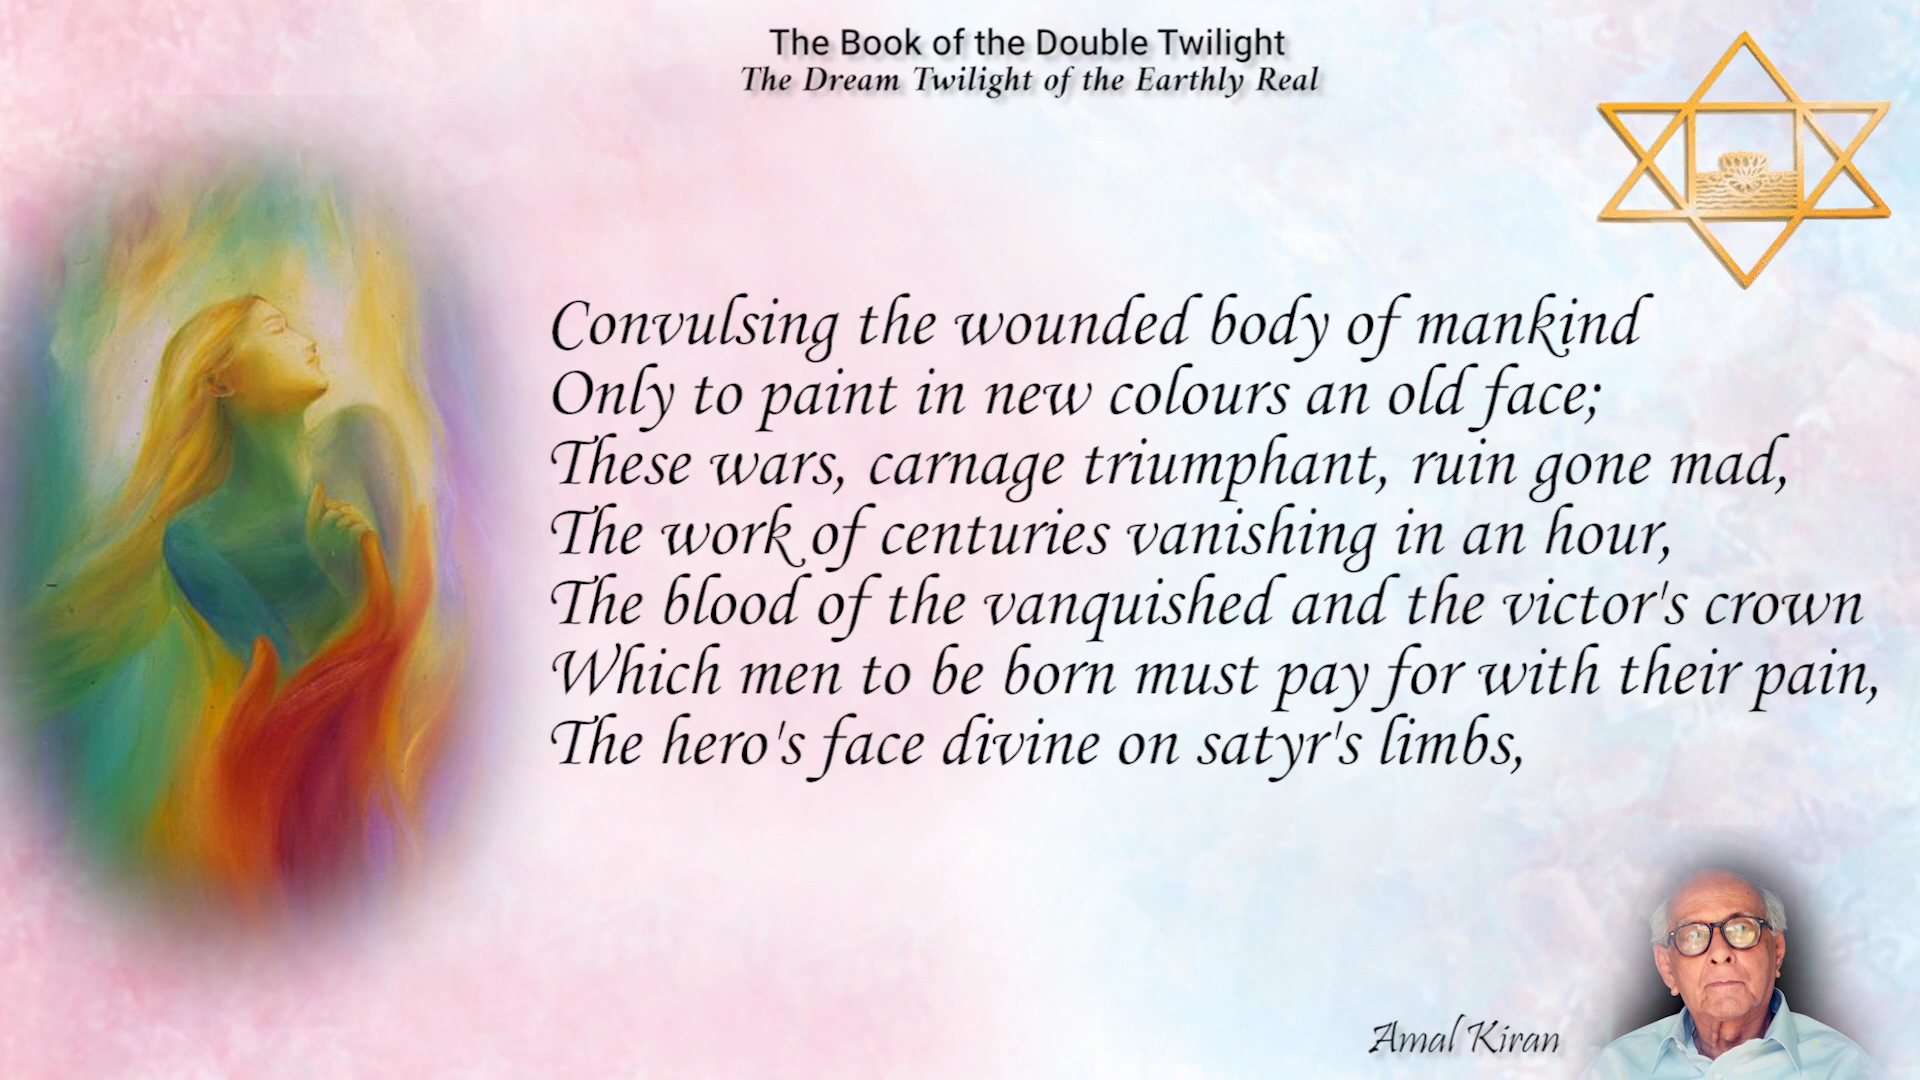 The Book of the Double Twilight
The Dream Twilight of the Earthly Real
Convulsing the wounded body of mankind
Only to paint in new colours an old face;
These wars, carnage triumphant, ruin gone mad,
The work of centuries vanishing in an hour,
The blood of the vanquished and the victor's crown
Which men to be born must pay for with their pain,
The hero's face divine on satyr's limbs,
Amal Kiran